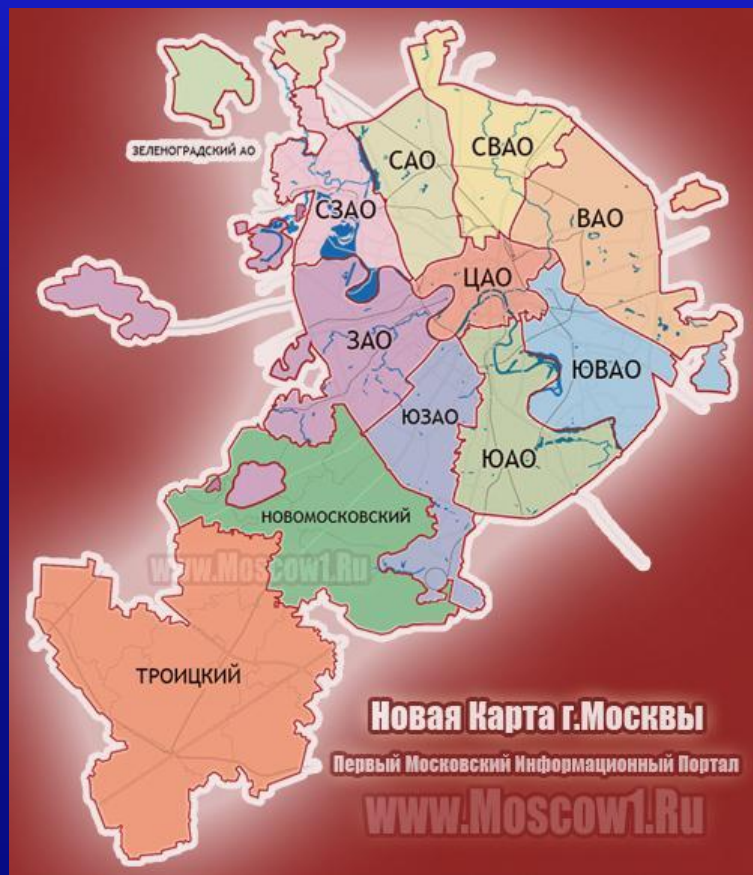 ЗЕЛЕНОГРАДСКИЙ АО
САО
СВАО
СЗАО
ВАО
ЦАО
ЗАО
ЮВАО
ЮЗАО
ЮАО
НОВОМОСКОВСКИЙ
www.Moscow1.Ru
ТРОИЦКИЙ
Новая Карта г.Москвы
Первый Московский Информационный Портал
www.Moscow1.Ru